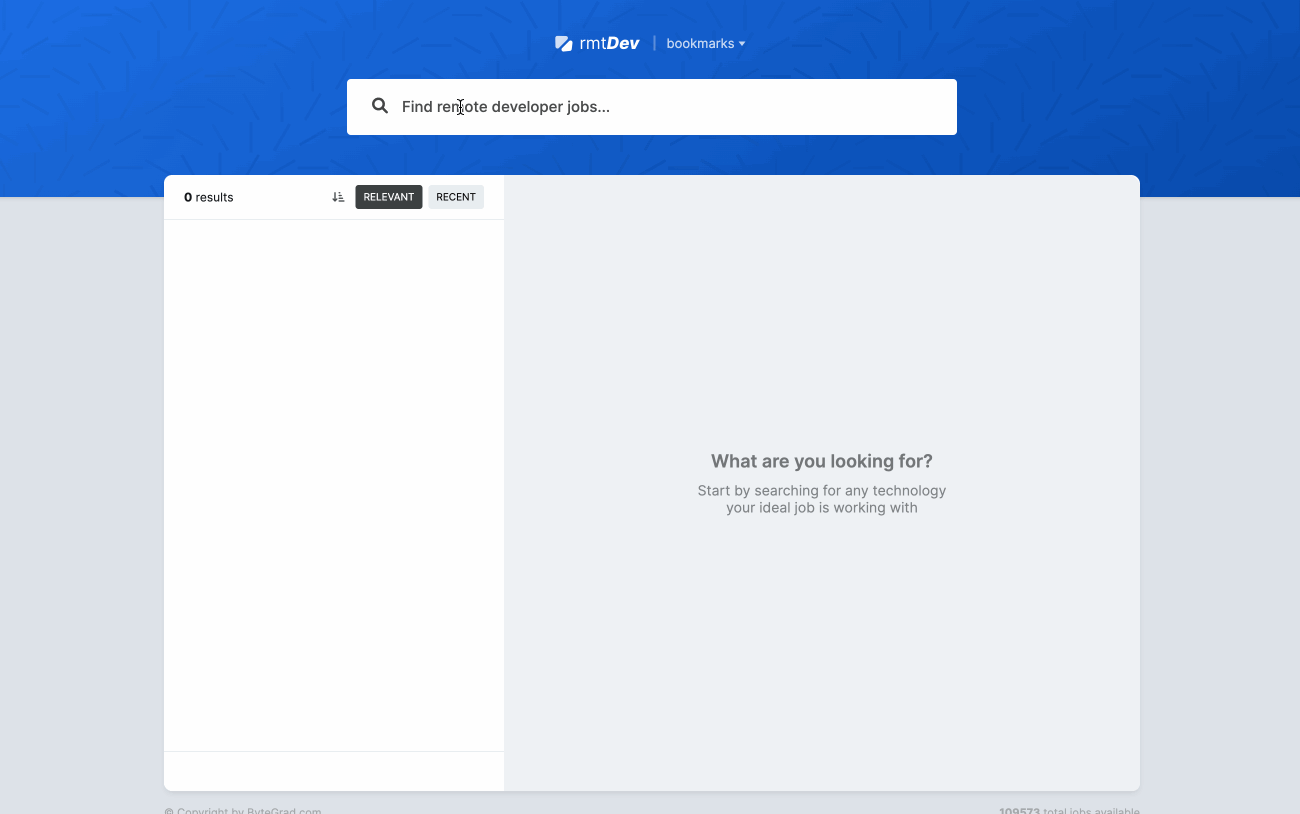 rmtDev | bookmarks
Find remote developer jobs...
0 results RELEVANT RECENT
What are you looking for?
Start by searching for any technology
your ideal job is working with
© Copyright by ByteGrad.com 109573 total jobs available